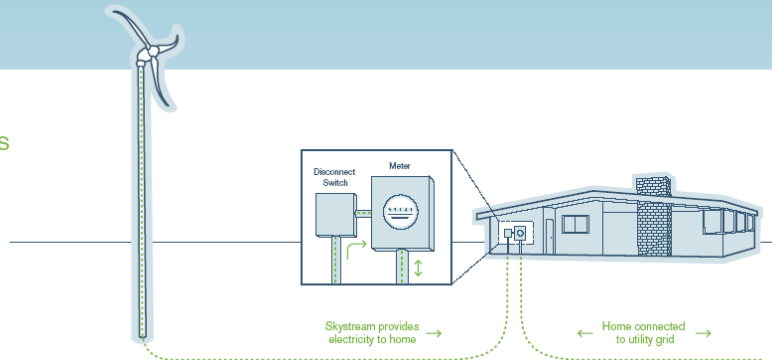 s
Disconnect
Switch
Meter
Skystream provides
electricity to home
Home connected
to utility grid